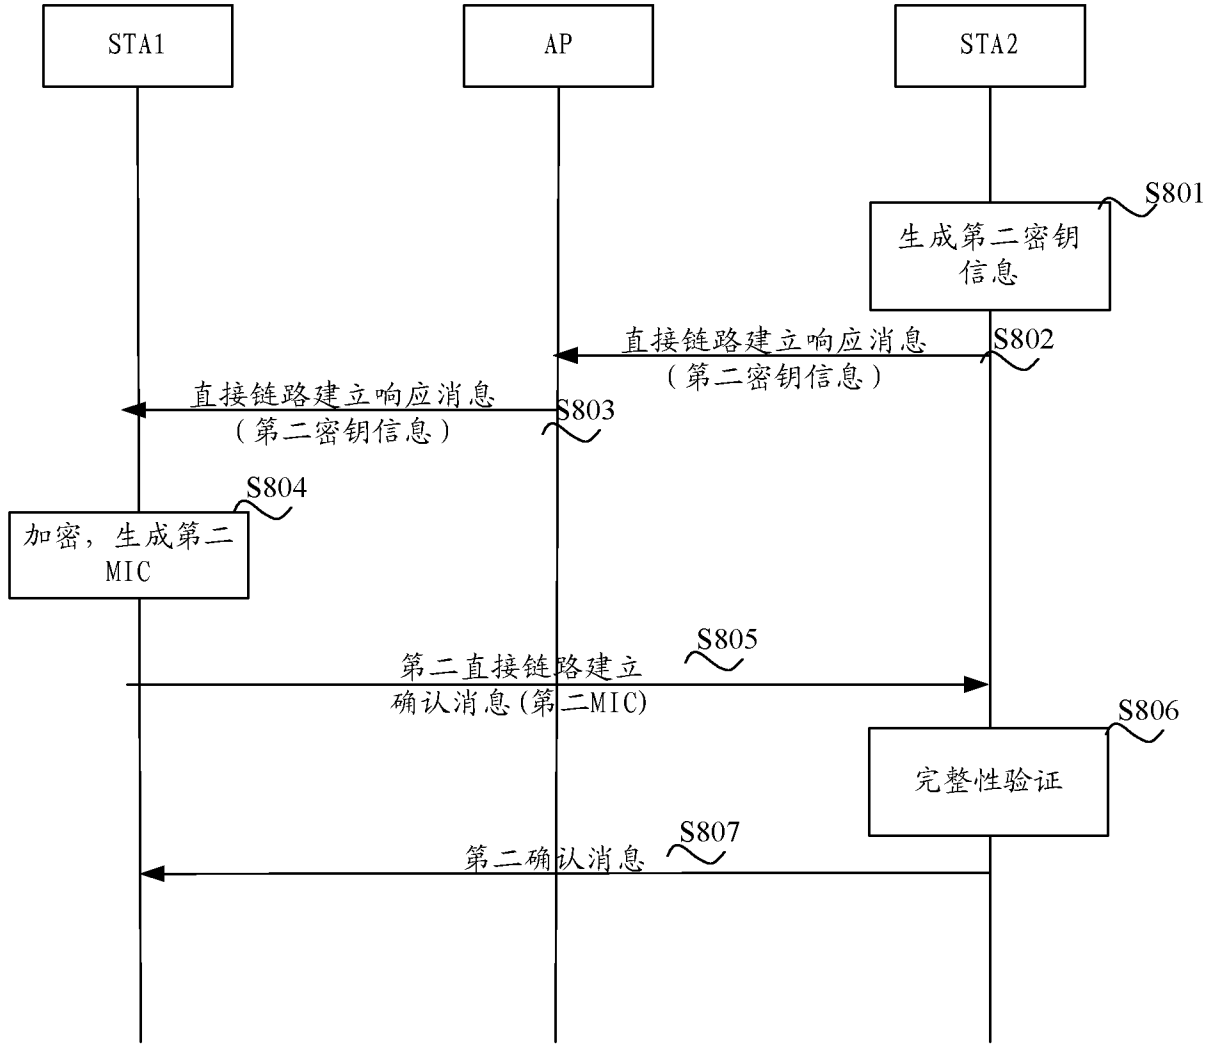 STA1
AP
STA2
S801
生成第二密钥
信息
S802
直接链路建立响应消息
(第二密钥信息)
直接链路建立响应消息
S803
(第二密钥信息)
S804
加密，生成第二
MIC
S805
第二直接链路建立
确认消息(第二MIC)
S806
完整性验证
S807
第二确认消息